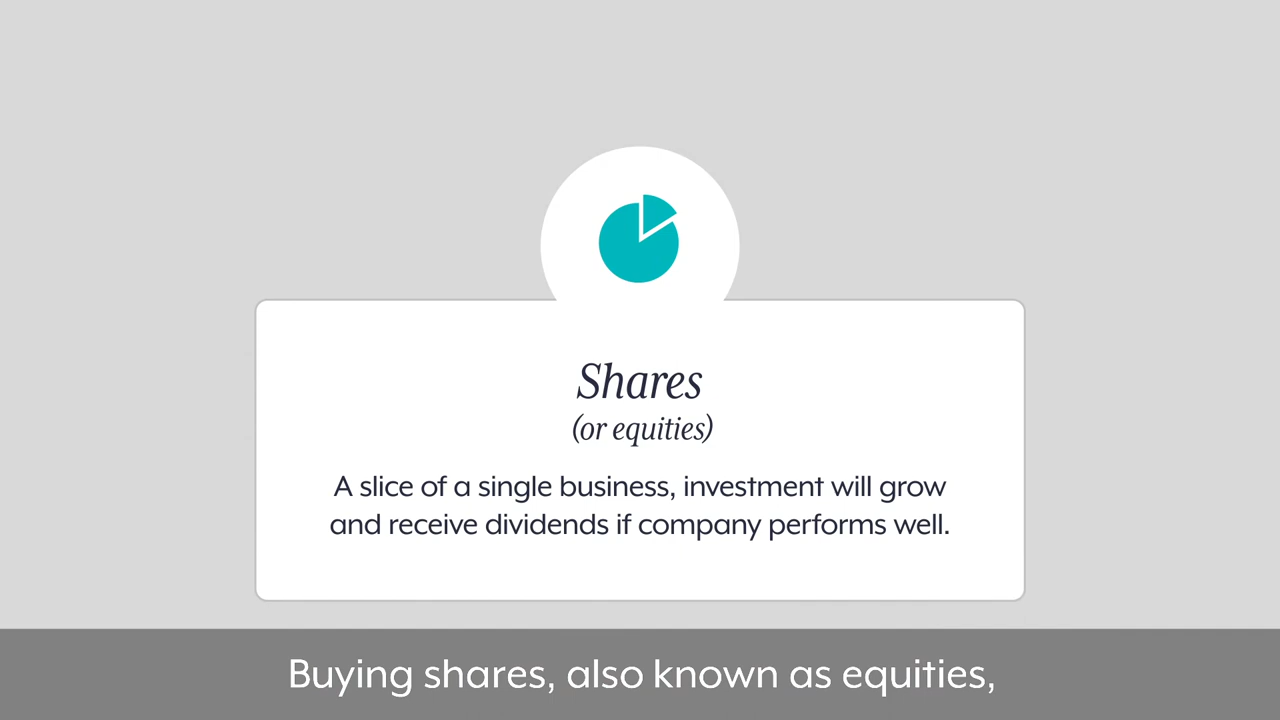 Shares
(or equities)
A slice of a single business, investment will grow
and receive dividends if company performs well.
Buying shares, also known as equities,